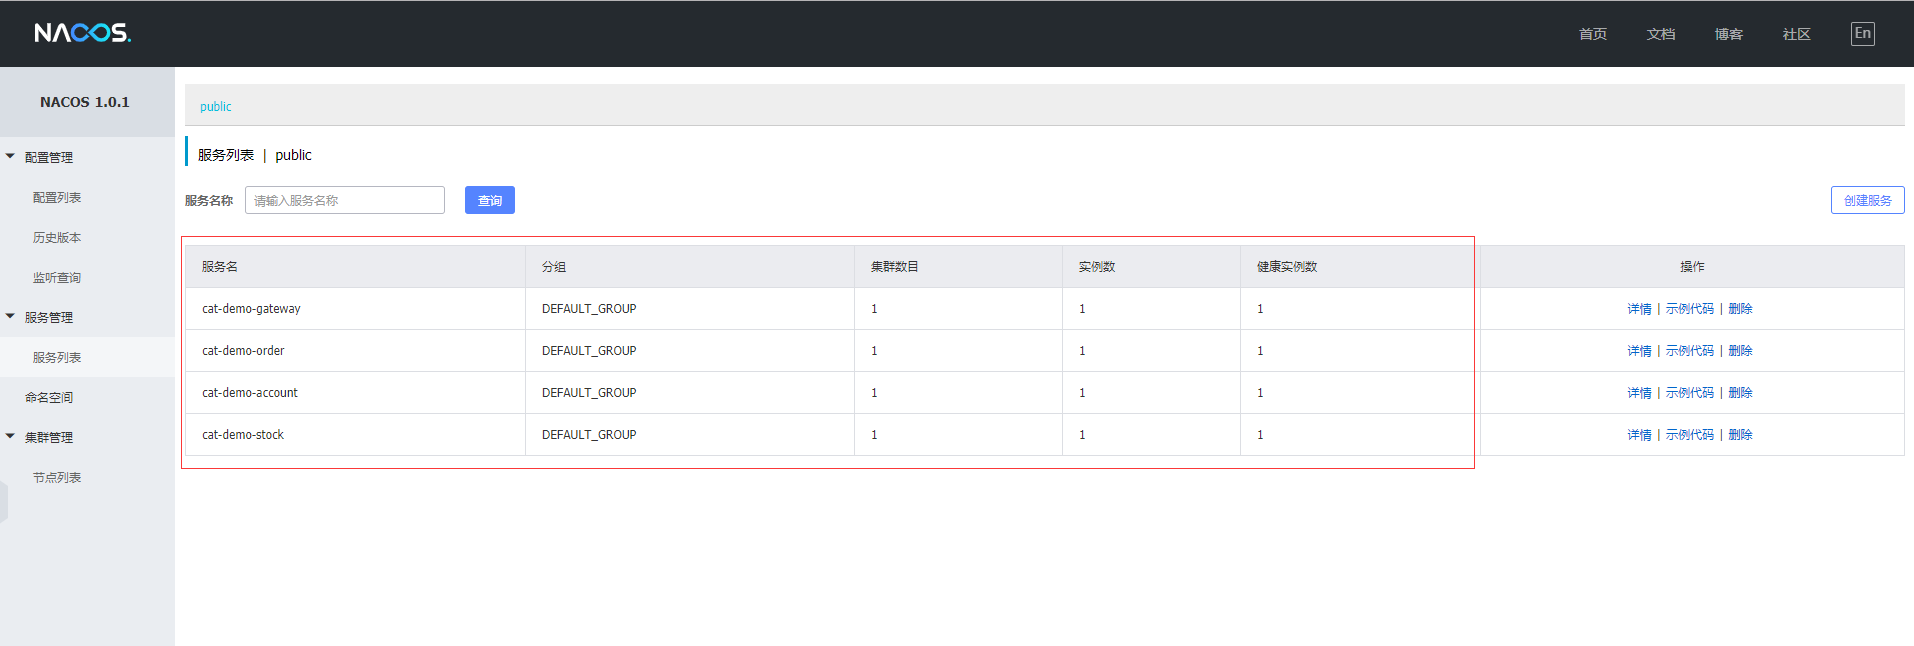 NACOS.
首页 文档 博客 社区 En
NACOS 1.0.1
配置管理
配置列表
历史版本
监听查询
服务管理
服务列表
命名空间
集群管理
节点列表
public
服务列表 | public
服务名称 请输入服务名称 查询 创建服务
服务名 分组 集群数目 实例数 健康实例数 操作
cat-demo-gateway DEFAULT_GROUP 1 1 1 详情 | 示例代码 | 删除
cat-demo-order DEFAULT_GROUP 1 1 1 详情 | 示例代码 | 删除
cat-demo-account DEFAULT_GROUP 1 1 1 详情 | 示例代码 | 删除
cat-demo-stock DEFAULT_GROUP 1 1 1 详情 | 示例代码 | 删除